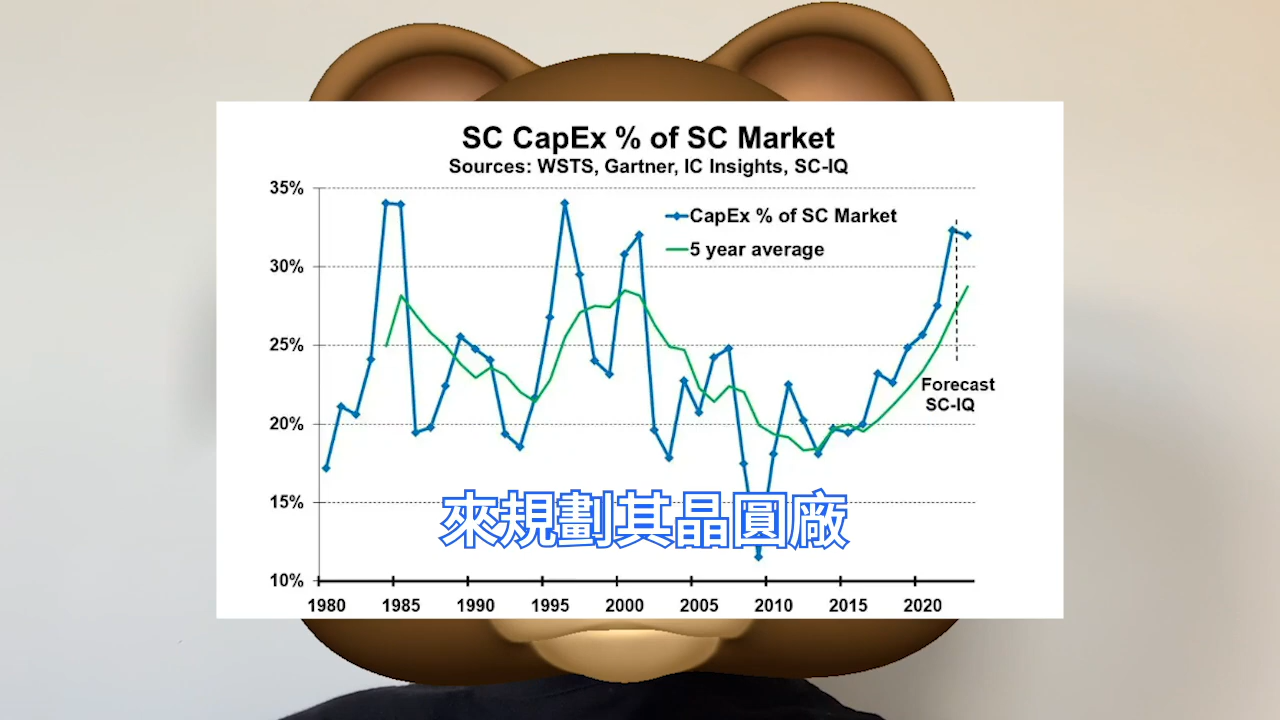 SC CapEx % of SC Market
Sources: WSTS, Gartner, IC Insights, SC-IQ
35%
CapEx % of SC Market
5 year average
30%
25%
Forecast
SC-IQ
20%
15%
來規劃其晶圓廠
10%
1980 1985 1990 1995 2000 2005 2010 2015 2020